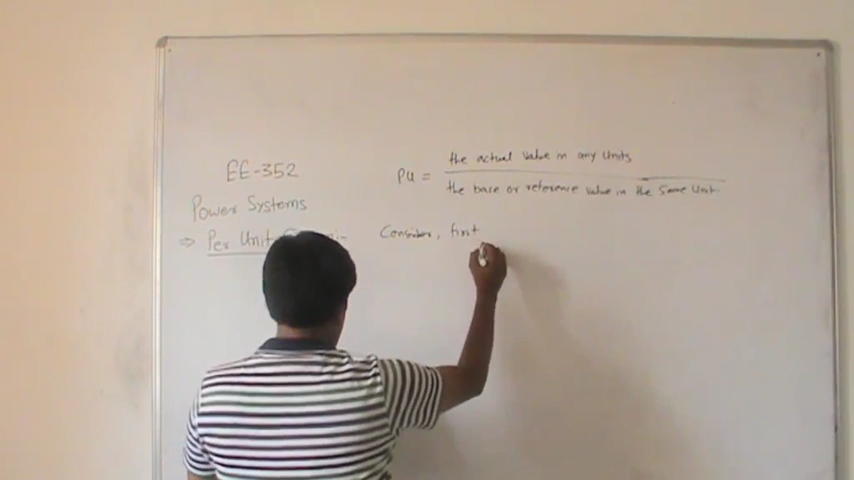 EE-352
Power Systems
⇒ Per Unit
PU = the actual value in any units
the base or reference value in the same unit.
Consider, first